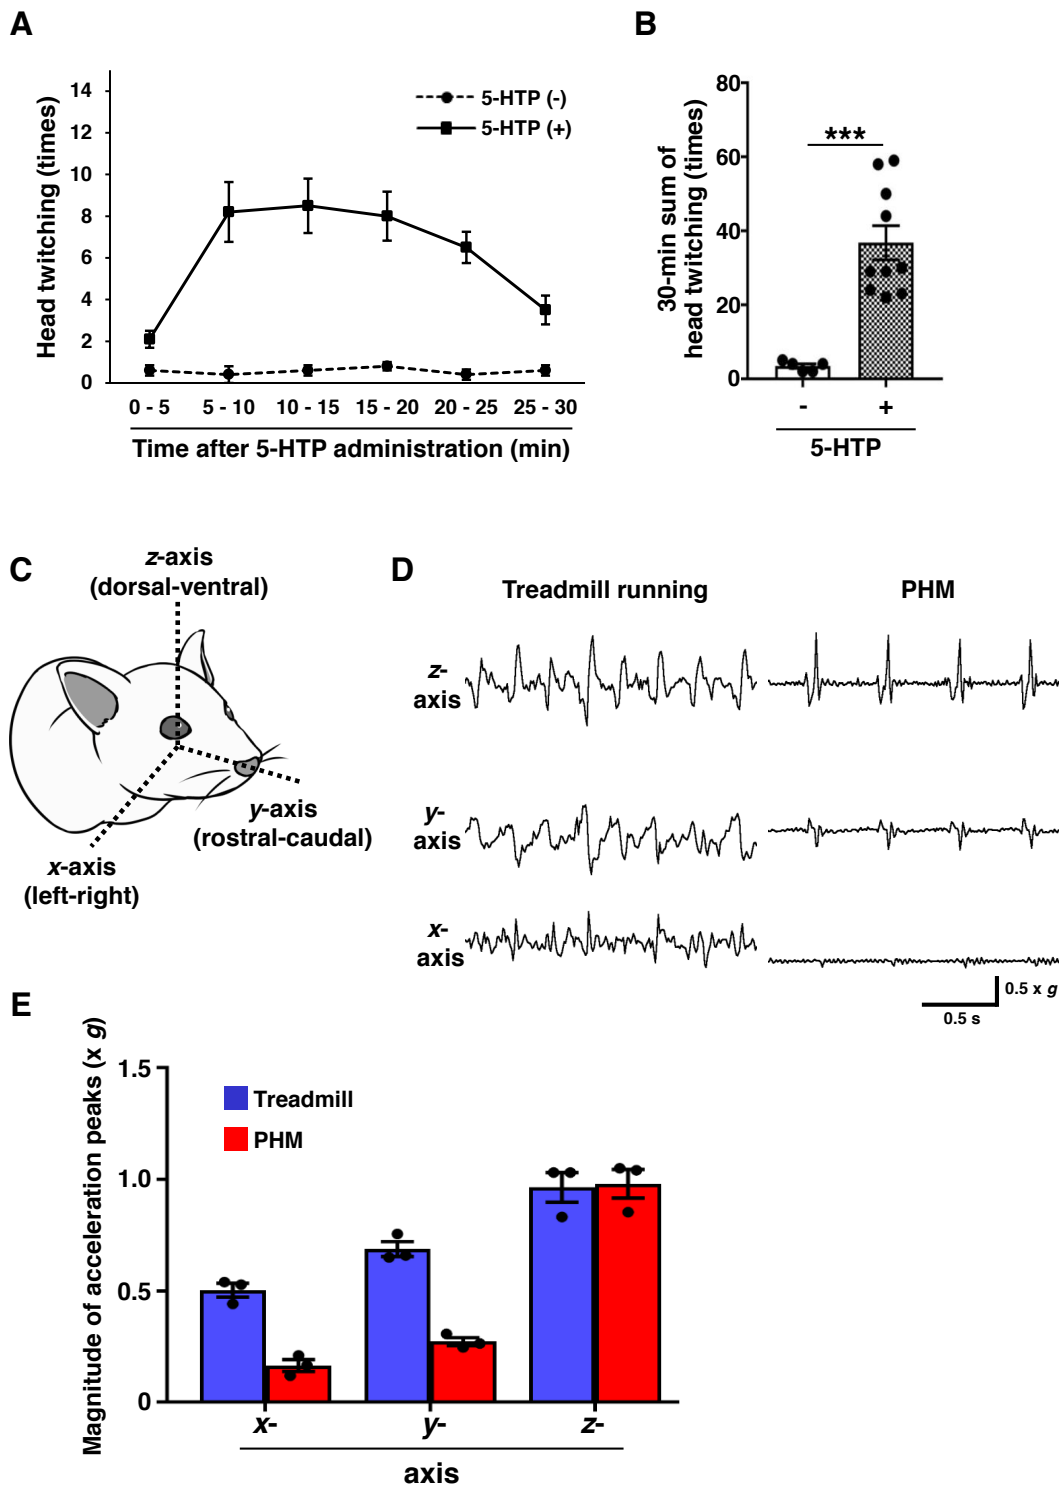 A
Head twitching (times)
14
12
10
8
6
4
2
0
5-HTP (-)
5-HTP (+)
0 - 5 5 - 10 10 - 15 15 - 20 20 - 25 25 - 30
Time after 5-HTP administration (min)
B
30-min sum of
head twitching (times)
80
60
40
20
0
***
- +
5-HTP
C
z-axis
(dorsal-ventral)
y-axis
(rostral-caudal)
x-axis
(left-right)
D
Treadmill running PHM
z-
axis
y-
axis
x-
axis
0.5 x g
0.5 s
E
Magnitude of acceleration peaks (x g)
1.5
1.0
0.5
0
Treadmill
PHM
x- y- z-
axis